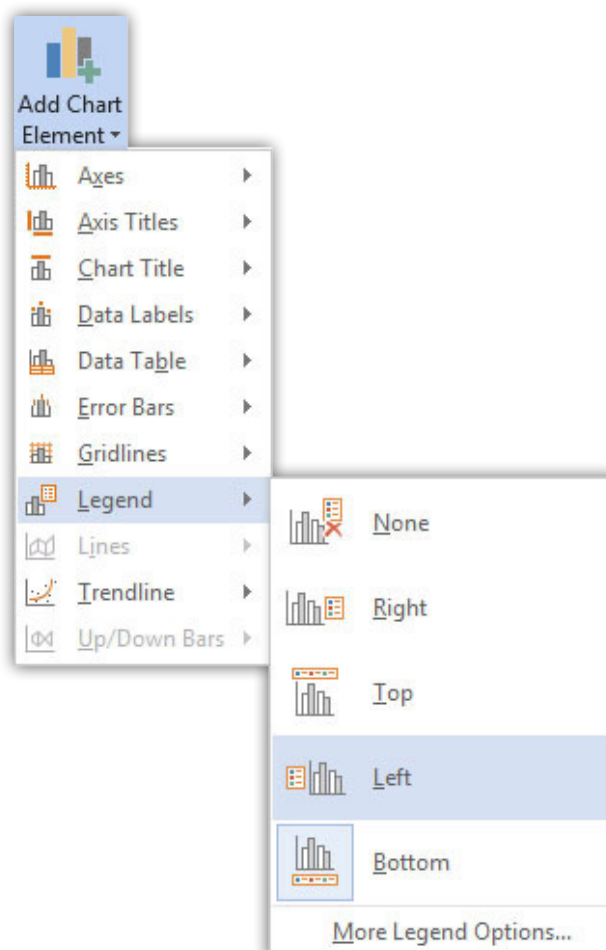 Add Chart
Element
Axes
Axis Titles
Chart Title
Data Labels
Data Table
Error Bars
Gridlines
Legend
Lines
Trendline
Up/Down Bars
None
Right
Top
Left
Bottom
More Legend Options...